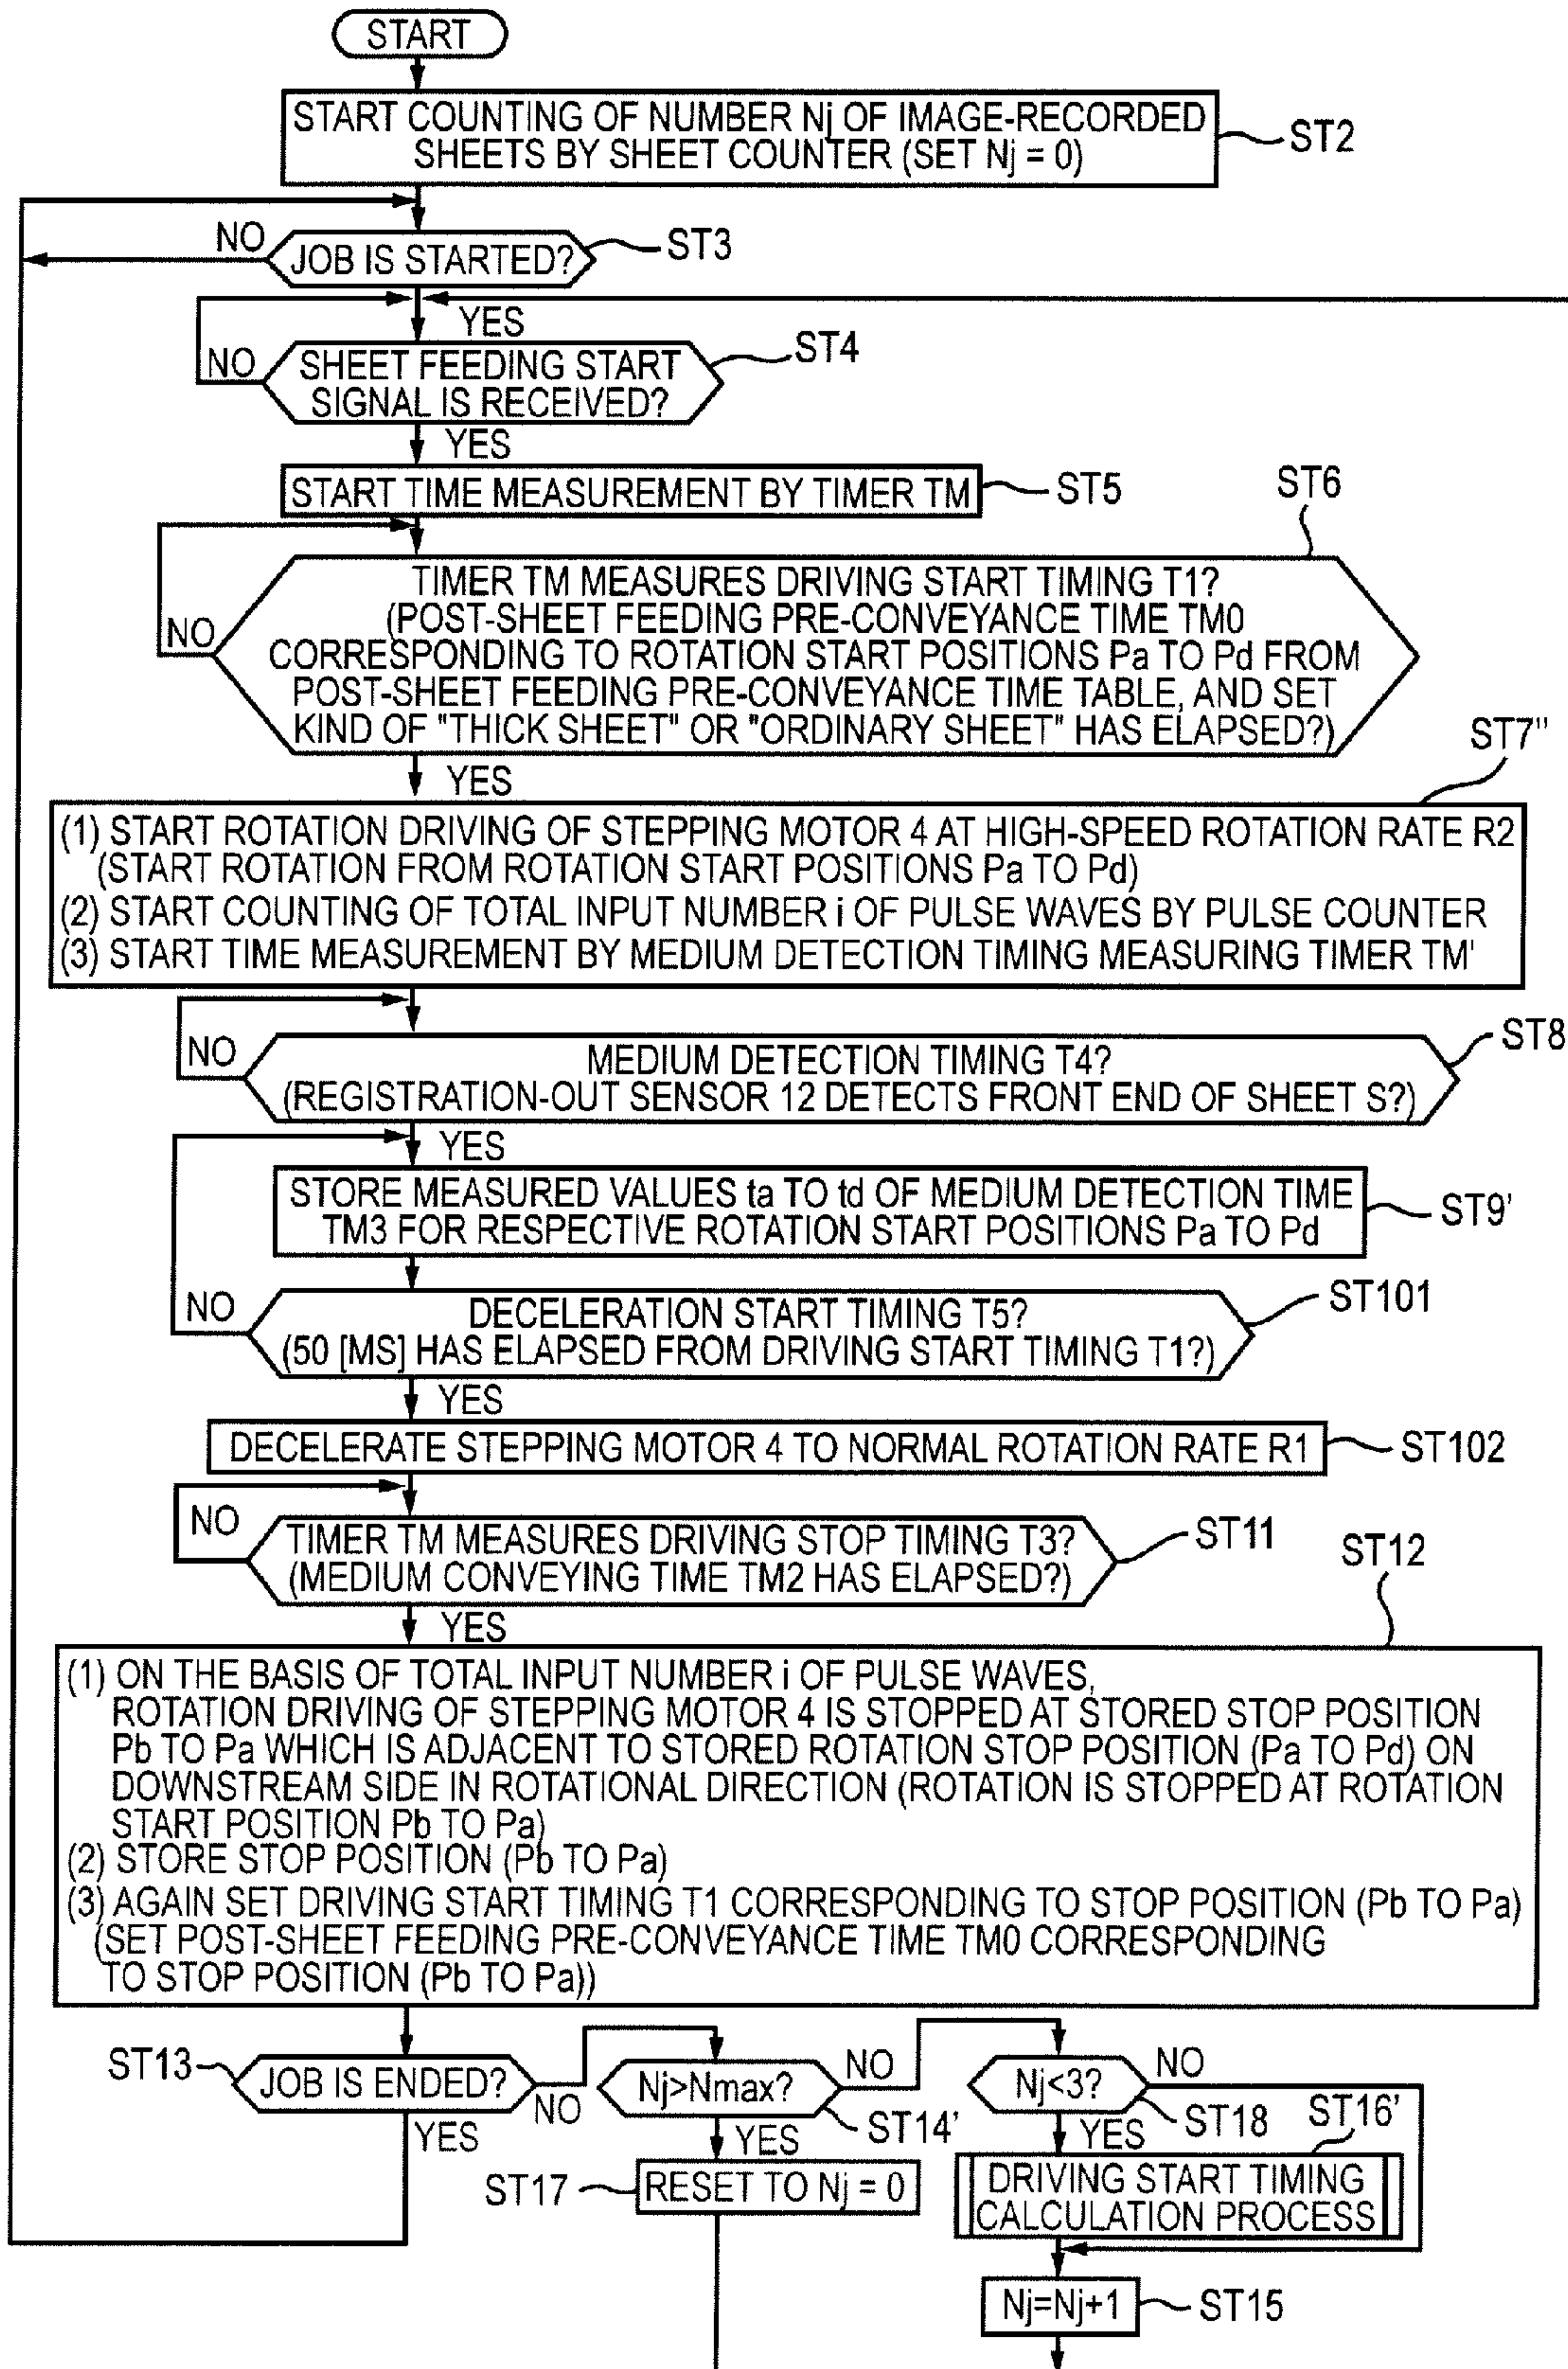 START
START COUNTING OF NUMBER Nj OF IMAGE-RECORDED
SHEETS BY SHEET COUNTER (SET Nj = 0)
ST2
NO
JOB IS STARTED?
ST3
YES
NO
SHEET FEEDING START
SIGNAL IS RECEIVED?
ST4
YES
START TIME MEASUREMENT BY TIMER TM
ST5
ST6
TIMER TM MEASURES DRIVING START TIMING T1?
(POST-SHEET FEEDING PRE-CONVEYANCE TIME TM0
CORRESPONDING TO ROTATION START POSITIONS Pa TO Pd FROM
POST-SHEET FEEDING PRE-CONVEYANCE TIME TABLE, AND SET
KIND OF "THICK SHEET" OR "ORDINARY SHEET" HAS ELAPSED?)
NO
YES
ST7"
(1) START ROTATION DRIVING OF STEPPING MOTOR 4 AT HIGH-SPEED ROTATION RATE R2
(START ROTATION FROM ROTATION START POSITIONS Pa TO Pd)
(2) START COUNTING OF TOTAL INPUT NUMBER i OF PULSE WAVES BY PULSE COUNTER
(3) START TIME MEASUREMENT BY MEDIUM DETECTION TIMING MEASURING TIMER TM'
NO
MEDIUM DETECTION TIMING T4?
(REGISTRATION-OUT SENSOR 12 DETECTS FRONT END OF SHEET S?)
ST8
YES
STORE MEASURED VALUES ta TO td OF MEDIUM DETECTION TIME
TM3 FOR RESPECTIVE ROTATION START POSITIONS Pa TO Pd
ST9'
NO
DECELERATION START TIMING T5?
(50 [MS] HAS ELAPSED FROM DRIVING START TIMING T1?)
ST101
YES
DECELERATE STEPPING MOTOR 4 TO NORMAL ROTATION RATE R1
ST102
NO
TIMER TM MEASURES DRIVING STOP TIMING T3?
(MEDIUM CONVEYING TIME TM2 HAS ELAPSED?)
ST11
YES
ST12
(1) ON THE BASIS OF TOTAL INPUT NUMBER i OF PULSE WAVES,
ROTATION DRIVING OF STEPPING MOTOR 4 IS STOPPED AT STORED STOP POSITION
Pb TO Pa WHICH IS ADJACENT TO STORED ROTATION STOP POSITION (Pa TO Pd) ON
DOWNSTREAM SIDE IN ROTATIONAL DIRECTION (ROTATION IS STOPPED AT ROTATION
START POSITION Pb TO Pa)
(2) STORE STOP POSITION (Pb TO Pa)
(3) AGAIN SET DRIVING START TIMING T1 CORRESPONDING TO STOP POSITION (Pb TO Pa)
(SET POST-SHEET FEEDING PRE-CONVEYANCE TIME TM0 CORRESPONDING
TO STOP POSITION (Pb TO Pa))
ST13
JOB IS ENDED?
NO
YES
Nj>Nmax?
NO
ST14'
YES
ST17
RESET TO Nj = 0
Nj<3?
NO
ST18
YES
ST16'
DRIVING START TIMING
CALCULATION PROCESS
Nj=Nj+1
ST15